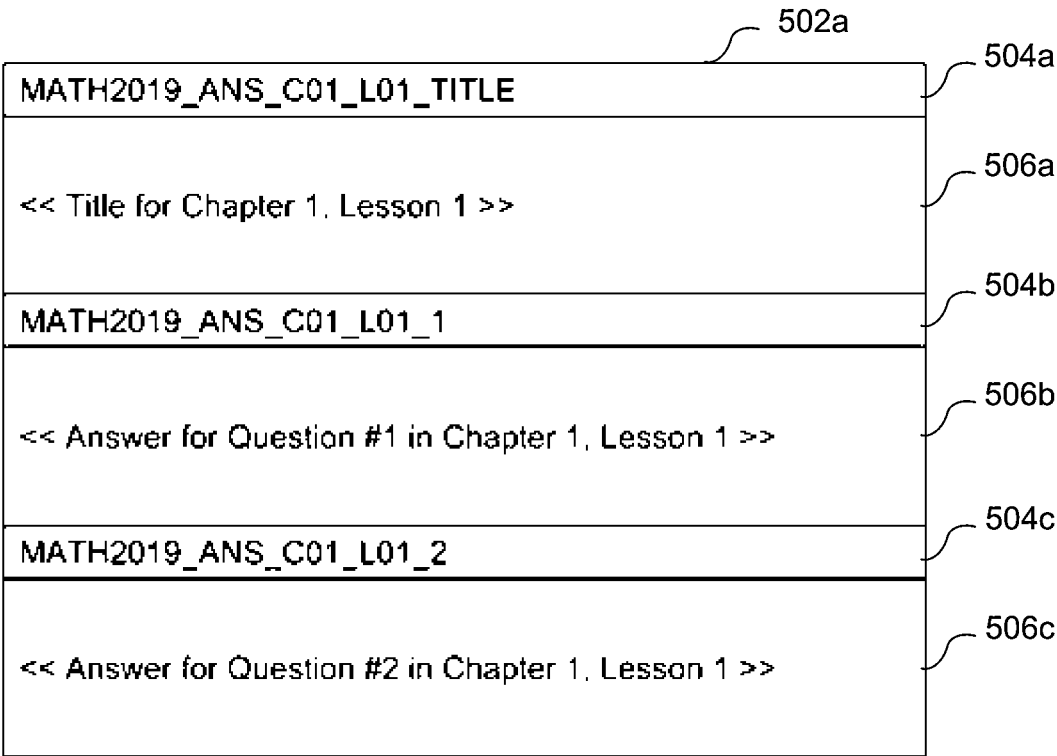 502a
504a
MATH2019_ANS_C01_L01_TITLE
506a
<< Title for Chapter 1, Lesson 1 >>
504b
MATH2019_ANS_C01_L01_1
506b
<< Answer for Question #1 in Chapter 1, Lesson 1 >>
504c
MATH2019_ANS_C01_L01_2
506c
<< Answer for Question #2 in Chapter 1, Lesson 1 >>